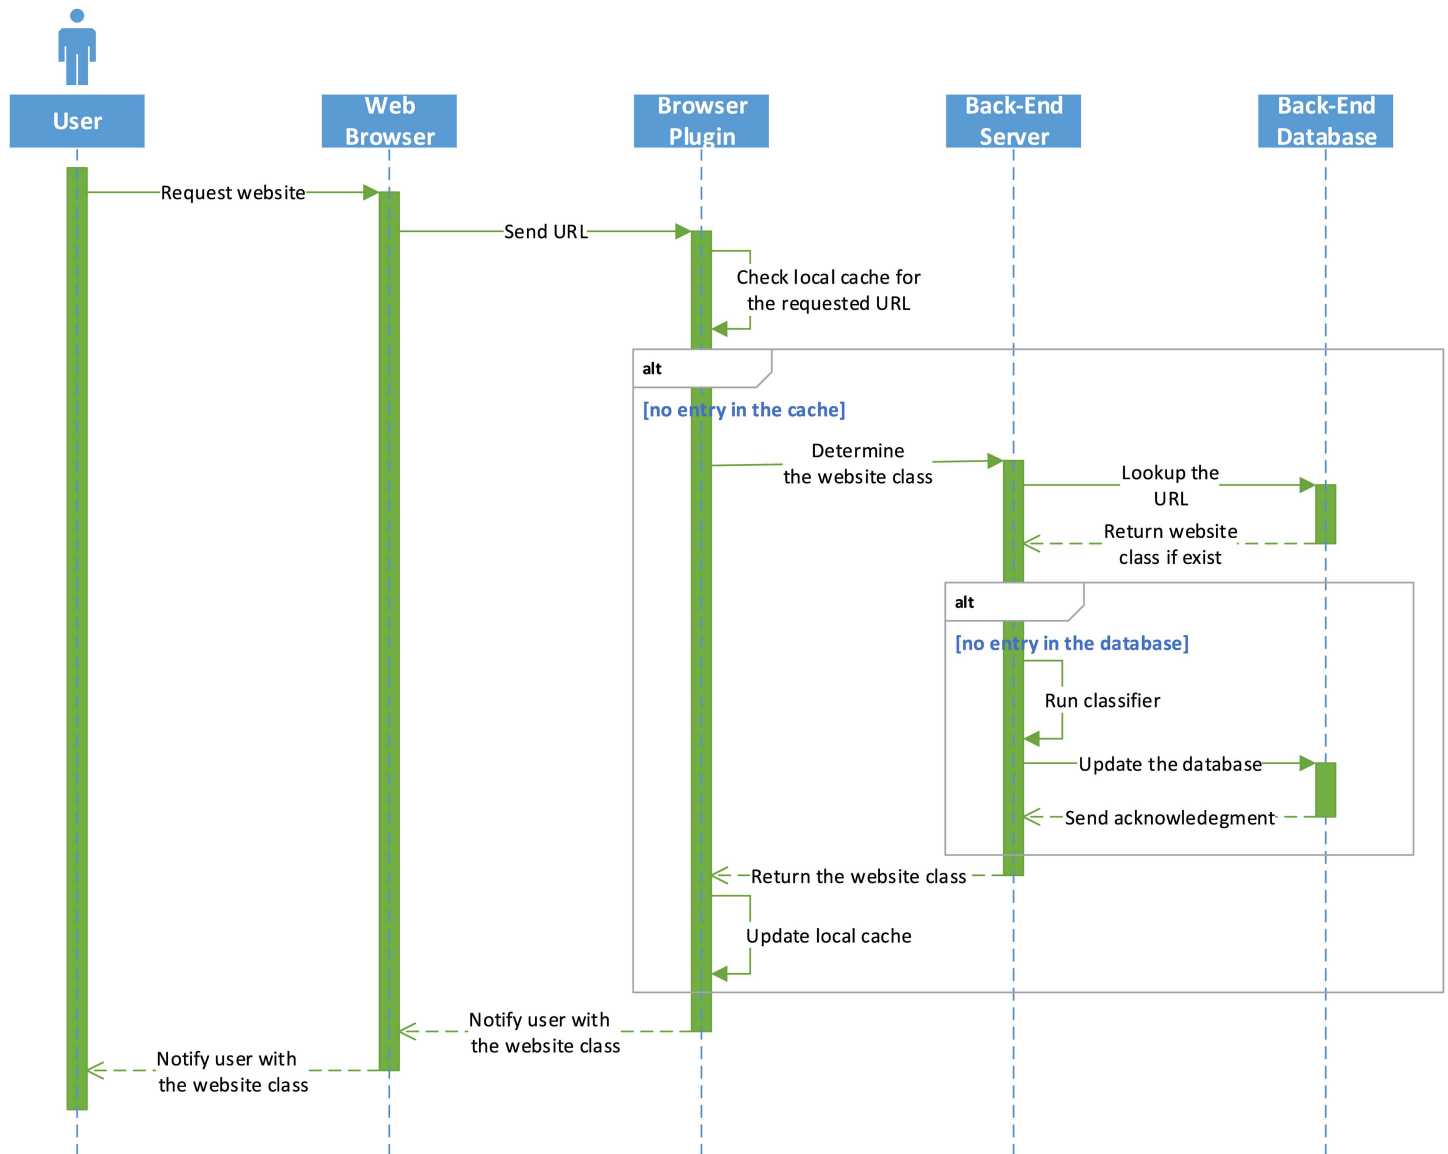 User
Web
Browser
Browser
Plugin
Back-End
Server
Back-End
Database
Request website
Send URL
Check local cache for
the requested URL
alt
[no entry in the cache]
Determine
the website class
Lookup the
URL
Return website
class if exist
alt
[no entry in the database]
Run classifier
Update the database
Send acknowledegment
Return the website class
Update local cache
Notify user with
the website class
Notify user with
the website class